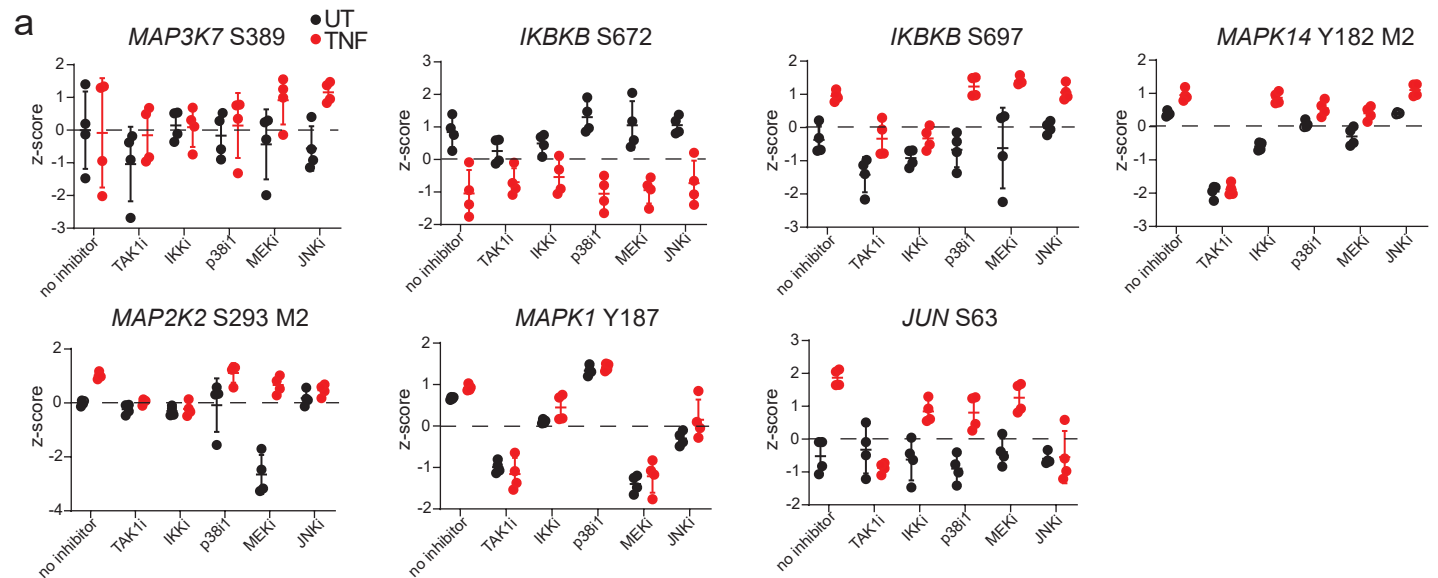 a
UT
TNF
MAP3K7 S389
z-score
2
1
0
-1
-2
-3
no inhibitor
TAK1i
IKKi
p38i1
MEKi
JNKi
IKBKB S672
z-score
3
2
1
0
-1
-2
no inhibitor
TAK1i
IKKi
p38i1
MEKi
JNKi
IKBKB S697
z-score
2
1
0
-1
-2
-3
no inhibitor
TAK1i
IKKi
p38i1
MEKi
JNKi
MAPK14 Y182 M2
z-score
2
1
0
-1
-2
-3
no inhibitor
TAK1i
IKKi
p38i1
MEKi
JNKi
MAP2K2 S293 M2
z-score
2
0
-2
-4
no inhibitor
TAK1i
IKKi
p38i1
MEKi
JNKi
MAPK1 Y187
z-score
2
1
0
-1
-2
no inhibitor
TAK1i
IKKi
p38i1
MEKi
JNKi
JUN S63
z-score
3
2
1
0
-1
-2
no inhibitor
TAK1i
IKKi
p38i1
MEKi
JNKi